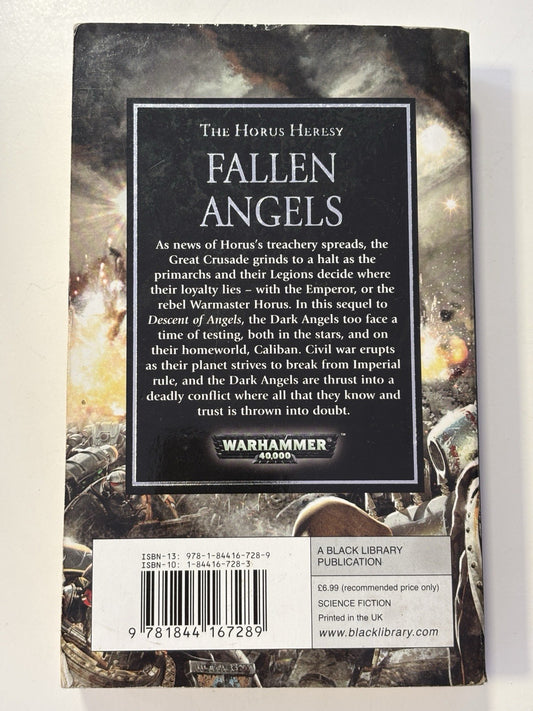 THE HORUS HERESY
FALLEN
ANGELS
As news of Horus's treachery spreads, the
Great Crusade grinds to a halt as the
primarchs and their Legions decide where
their loyalty lies – with the Emperor, or the
rebel Warmaster Horus. In this sequel to
Descent of Angels, the Dark Angels too face a
time of testing, both in the stars, and on
their homeworld, Caliban. Civil war erupts
as their planet strives to break from Imperial
rule, and the Dark Angels are thrust into a
deadly conflict where all that they know and
trust is thrown into doubt.
WARHAMMER™
40,000
ISBN-13: 978-1-84416-728-9
ISBN-10: 1-84416-728-3
9 781844 167289
A BLACK LIBRARY
PUBLICATION
£6.99 (recommended price only)
SCIENCE FICTION
Printed in the UK
www.blacklibrary.com